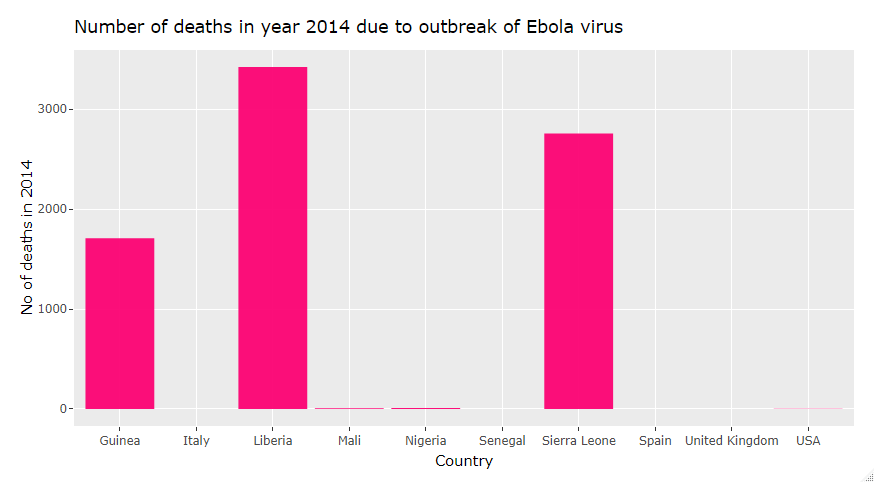 Number of deaths in year 2014 due to outbreak of Ebola virus
No of deaths in 2014
3000
2000
1000
0
Guinea Italy Liberia Mali Nigeria Senegal Sierra Leone Spain United Kingdom USA
Country